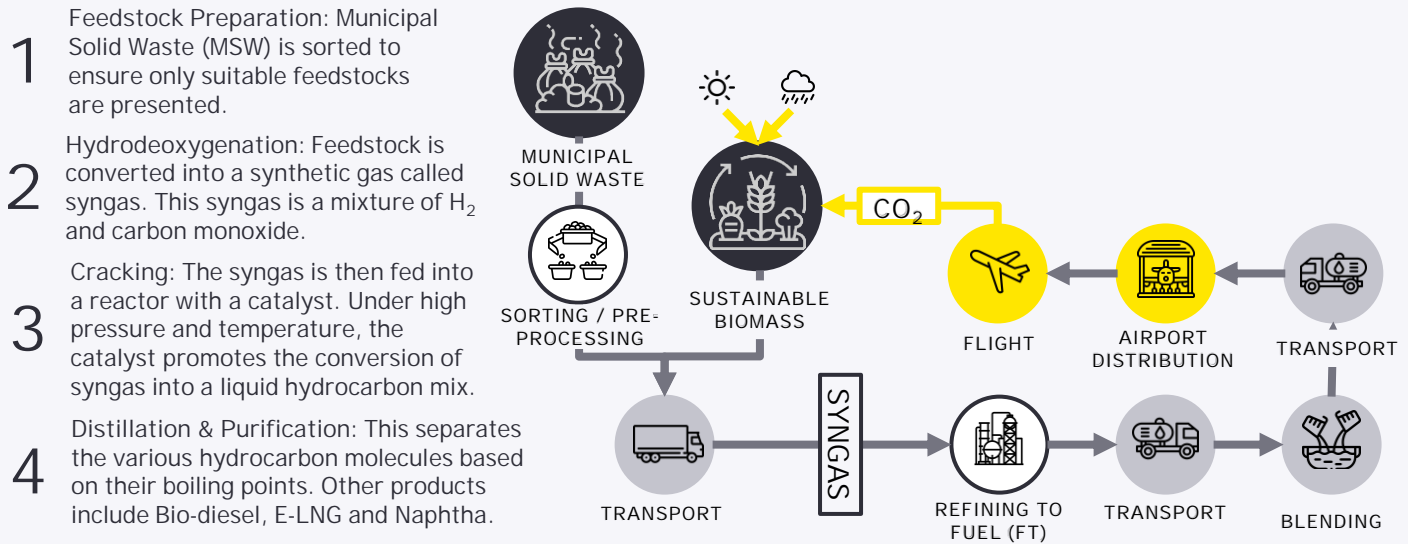 1
Feedstock Preparation: Municipal
Solid Waste (MSW) is sorted to
ensure only suitable feedstocks
are presented.
2
Hydrodeoxygenation: Feedstock is
converted into a synthetic gas called
syngas. This syngas is a mixture of H₂
and carbon monoxide.
3
Cracking: The syngas is then fed into
a reactor with a catalyst. Under high
pressure and temperature, the
catalyst promotes the conversion of
syngas into a liquid hydrocarbon mix.
4
Distillation & Purification: This separates
the various hydrocarbon molecules based
on their boiling points. Other products
include Bio-diesel, E-LNG and Naphtha.
MUNICIPAL
SOLID WASTE
SORTING / PRE-
PROCESSING
SUSTAINABLE
BIOMASS
CO₂
FLIGHT
AIRPORT
DISTRIBUTION
TRANSPORT
TRANSPORT
SYNGAS
REFINING TO
FUEL (FT)
TRANSPORT
BLENDING